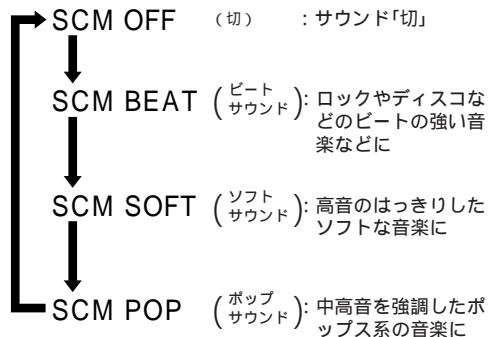 SCM OFF （切） : サウンド「切」
SCM BEAT (ビート
サウンド): ロックやディスコな
どのビートの強い音
楽などに
SCM SOFT (ソフト
サウンド): 高音のはっきりした
ソフトな音楽に
SCM POP (ポップ
サウンド): 中高音を強調したポ
ップス系の音楽に